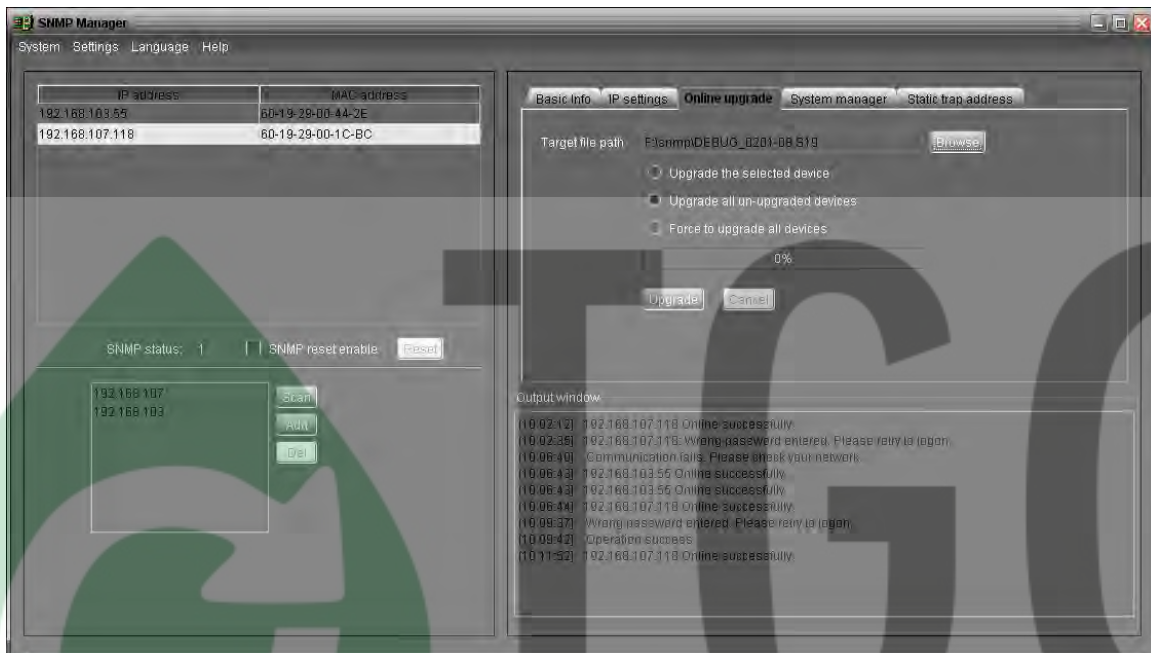 SNMP Manager
System Settings Language Help
IP address MAC address
192.168.103.55 60-19-29-00-44-2E
192.168.107.118 60-19-29-00-1C-BC
SNMP status: 1 SNMP reset enable Reset
192.168.107
192.168.103
Scan
Add
Del
Basic Info IP settings Online upgrade System manager Static trap address
Target file path F:\snmp\DEBUG_0201-08.S19 Browse
Upgrade the selected device
Upgrade all un-upgraded devices
Force to upgrade all devices
0%
Upgrade Cancel
Output window
[10:02:12] 192.168.107.118 Online successfully
[10:02:35] 192.168.107.118: Wrong password entered. Please retry to logon.
[10:06:40] Communication fails. Please check your network
[10:06:43] 192.168.103.55 Online successfully
[10:06:43] 192.168.103.55 Online successfully
[10:06:44] 192.168.107.118 Online successfully
[10:09:37] Wrong password entered. Please retry to logon.
[10:09:42] Operation success
[10:11:52] 192.168.107.118 Online successfully
TGC